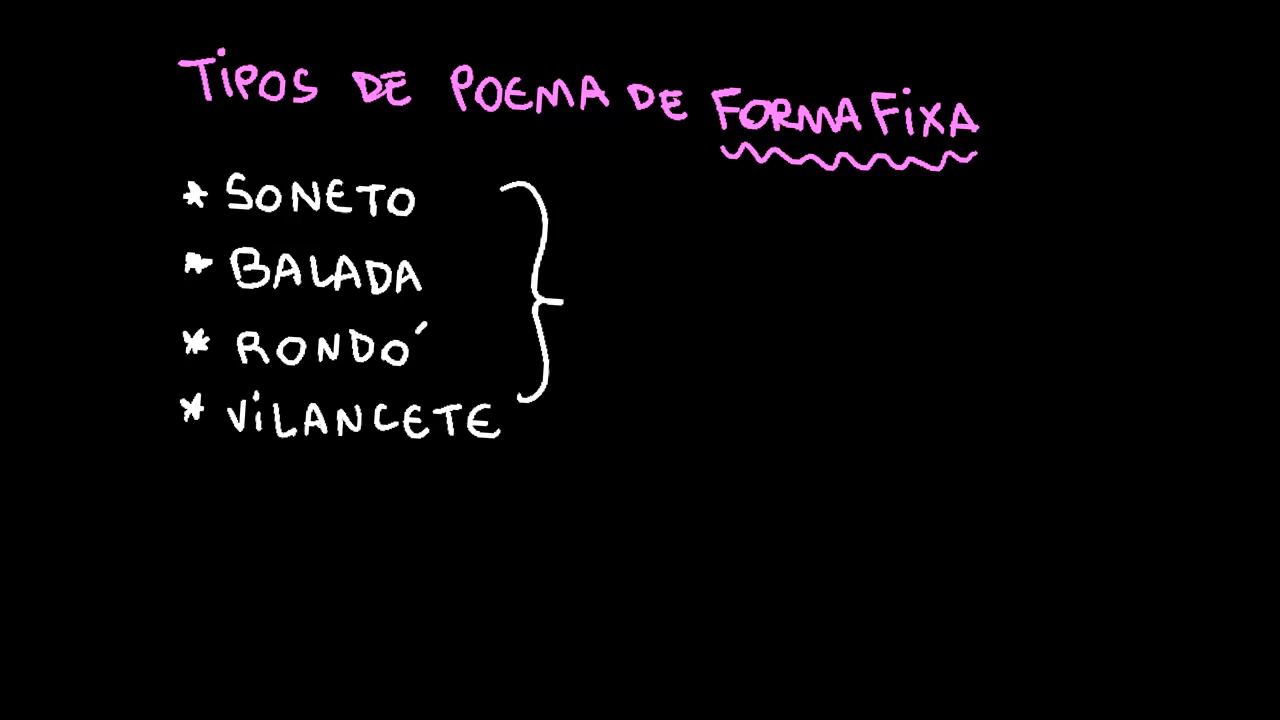 TiPOS DE POEMA DE FORMA FiXA
* SONETO
* BALADA
* RONDÓ
* ViLANCETE